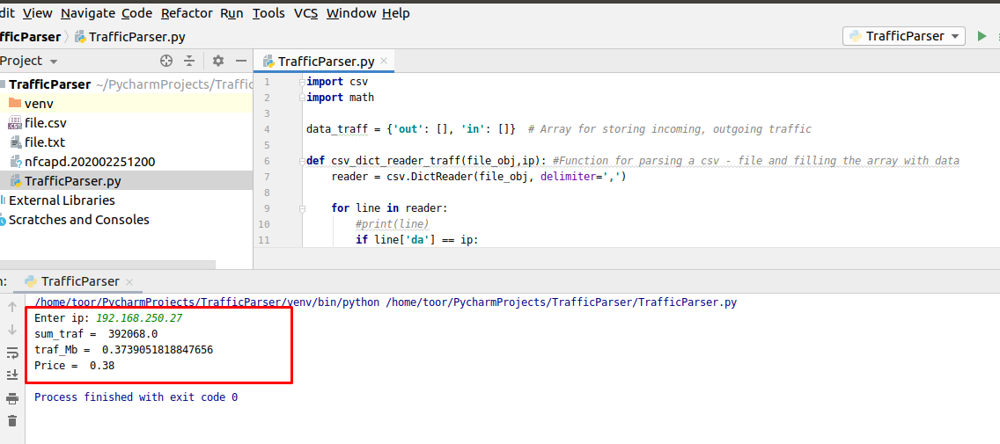 dit View Navigate Code Refactor Run Tools VCS Window Help
fficParser TrafficParser.py TrafficParser
Project TrafficParser.py
TrafficParser ~/PycharmProjects/Traffic
venv
file.csv
file.txt
nfcapd.202002251200
TrafficParser.py
External Libraries
Scratches and Consoles
1 import csv
2 import math
3
4 data_traff = {'out': [], 'in': []}  # Array for storing incoming, outgoing traffic
5
6 def csv_dict_reader_traff(file_obj,ip): #Function for parsing a csv - file and filling the array with data
7     reader = csv.DictReader(file_obj, delimiter=',')
8
9     for line in reader:
10         #print(line)
11         if line['da'] == ip:
n: TrafficParser
/home/toor/PycharmProjects/TrafficParser/venv/bin/python /home/toor/PycharmProjects/TrafficParser/TrafficParser.py
Enter ip: 192.168.250.27
sum_traf =  392068.0
traf_Mb =  0.3739051818847656
Price =  0.38
Process finished with exit code 0